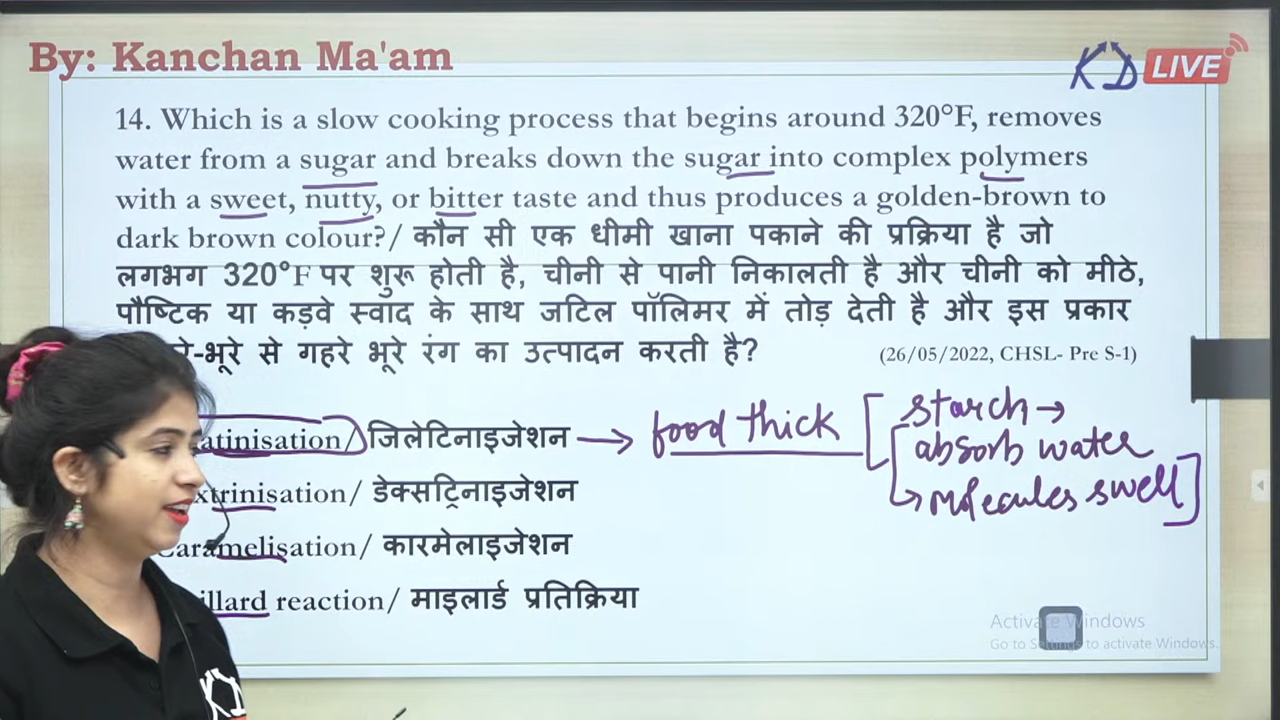 By: Kanchan Ma'am
KD LIVE
14. Which is a slow cooking process that begins around 320°F, removes
water from a sugar and breaks down the sugar into complex polymers
with a sweet, nutty, or bitter taste and thus produces a golden-brown to
dark brown colour?/ कौन सी एक धीमी खाना पकाने की प्रक्रिया है जो
लगभग 320°F पर शुरू होती है, चीनी से पानी निकालती है और चीनी को मीठे,
पौष्टिक या कड़वे स्वाद के साथ जटिल पॉलिमर में तोड़ देती है और इस प्रकार
रे-भूरे से गहरे भूरे रंग का उत्पादन करती है?
(26/05/2022, CHSL- Pre S-1)
atinisation/ जिलेटिनाइजेशन → food thick starch →
absorb water
molecules swell
xtrinisation/ डेक्सट्रिनाइजेशन
Caramelisation/ कारमेलाइजेशन
illard reaction/ माइलार्ड प्रतिक्रिया
Activate Windows
Go to Settings to activate Windows.
KD